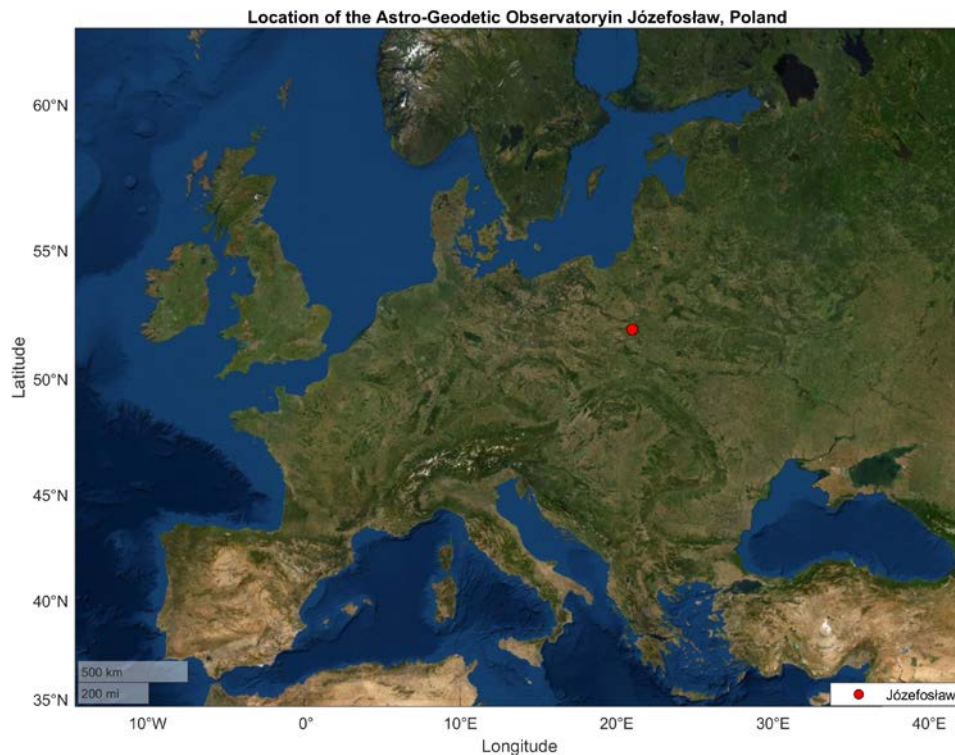 Location of the Astro-Geodetic Observatoryin Józefosław, Poland
60°N
55°N
50°N
45°N
40°N
35°N
Latitude
500 km
200 mi
Józefosław
10°W
0°
10°E
20°E
30°E
40°E
Longitude